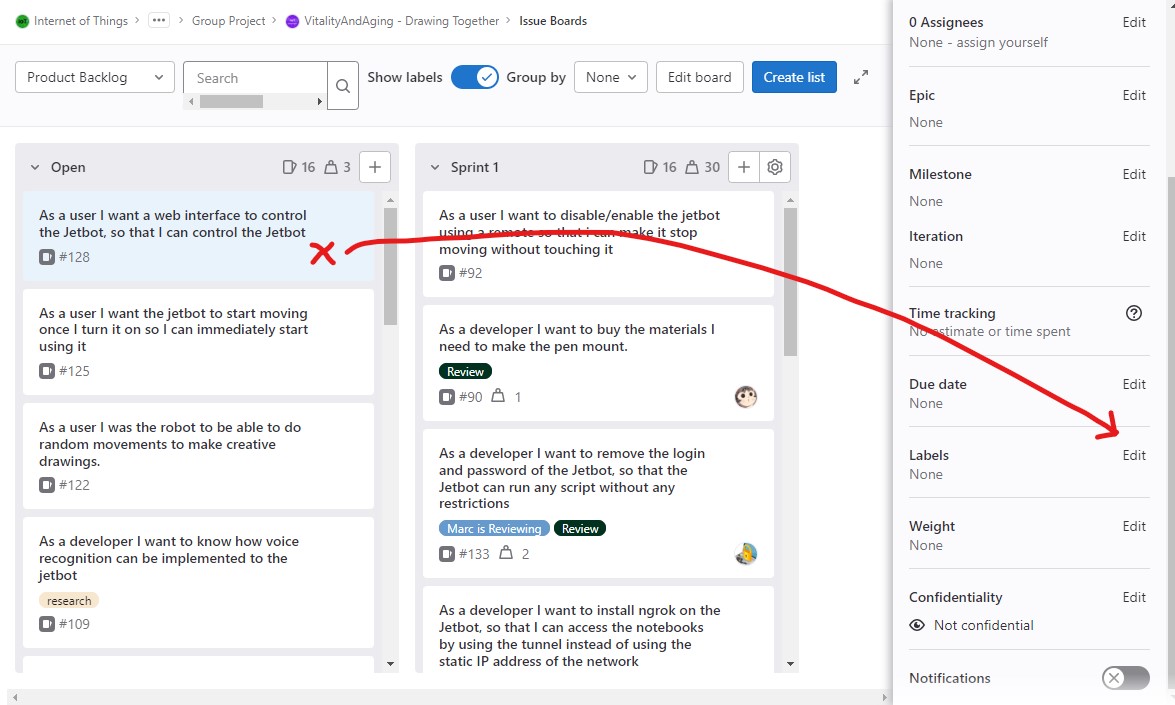 Internet of Things > ••• > Group Project > VitalityAndAging - Drawing Together > Issue Boards
Product Backlog
Search
Show labels
Group by
None
Edit board
Create list
Open
16
3
As a user I want a web interface to control
the Jetbot, so that I can control the Jetbot
#128
As a user I want the jetbot to start moving
once I turn it on so I can immediately start
using it
#125
As a user I was the robot to be able to do
random movements to make creative
drawings.
#122
As a developer I want to know how voice
recognition can be implemented to the
jetbot
research
#109
Sprint 1
16
30
As a user I want to disable/enable the jetbot
using a remote so that i can make it stop
moving without touching it
#92
As a developer I want to buy the materials I
need to make the pen mount.
Review
#90
1
As a developer I want to remove the login
and password of the Jetbot, so that the
Jetbot can run any script without any
restrictions
Marc is Reviewing
Review
#133
2
As a developer I want to install ngrok on the
Jetbot, so that I can access the notebooks
by using the tunnel instead of using the
static IP address of the network
0 Assignees
Edit
None - assign yourself
Epic
Edit
None
Milestone
Edit
None
Iteration
Edit
None
Time tracking
No estimate or time spent
Due date
Edit
None
Labels
Edit
None
Weight
Edit
None
Confidentiality
Edit
Not confidential
Notifications